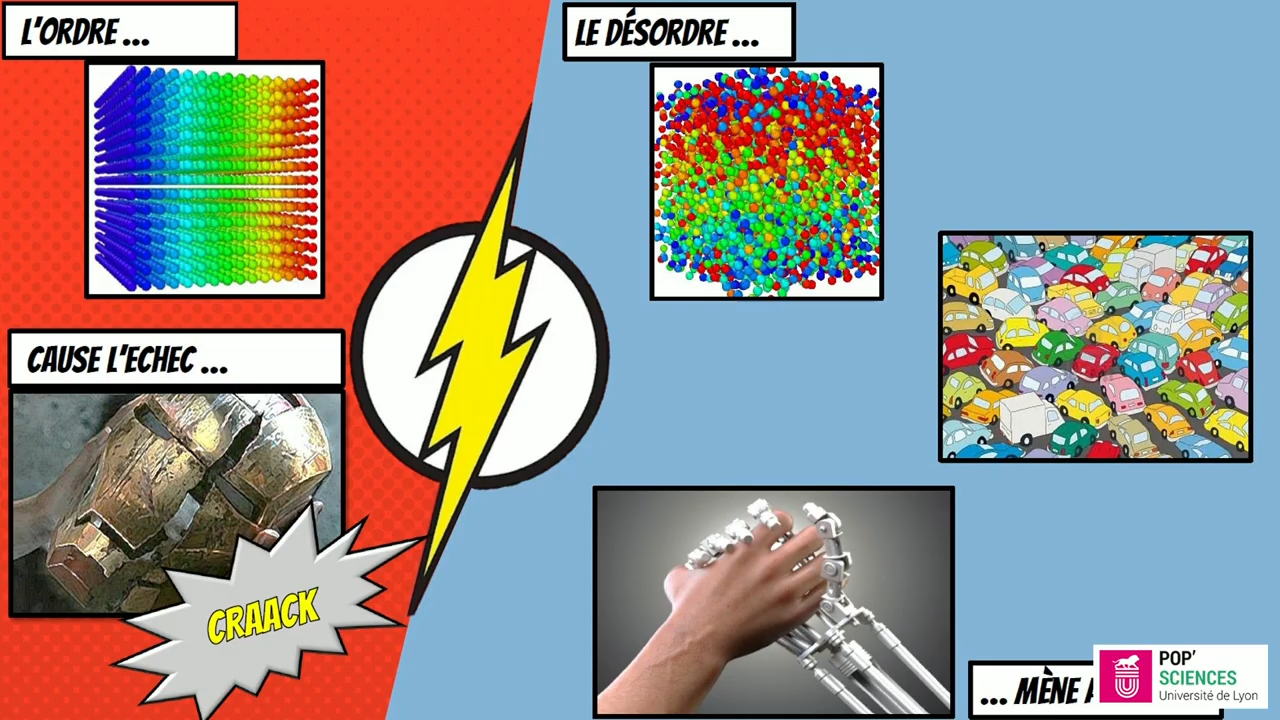 L'ORDRE ...
LE DÉSORDRE ...
CAUSE L'ECHEC ...
CRAACK
... MÈNE
POP'
SCIENCES
Université de Lyon